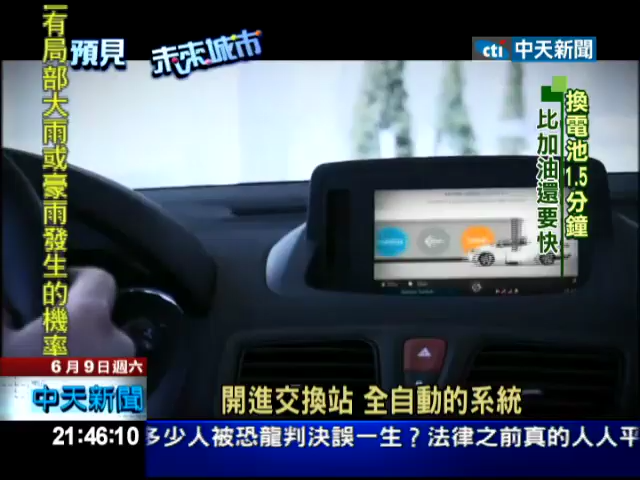 有局部大雨或豪雨發生的機率
預見 未來城市
cti 中天新聞
換電池1.5分鐘
比加油還要快
6月9日週六
中天新聞
開進交換站 全自動的系統
21:46:10
多少人被恐龍判決誤一生？法律之前真的人人平